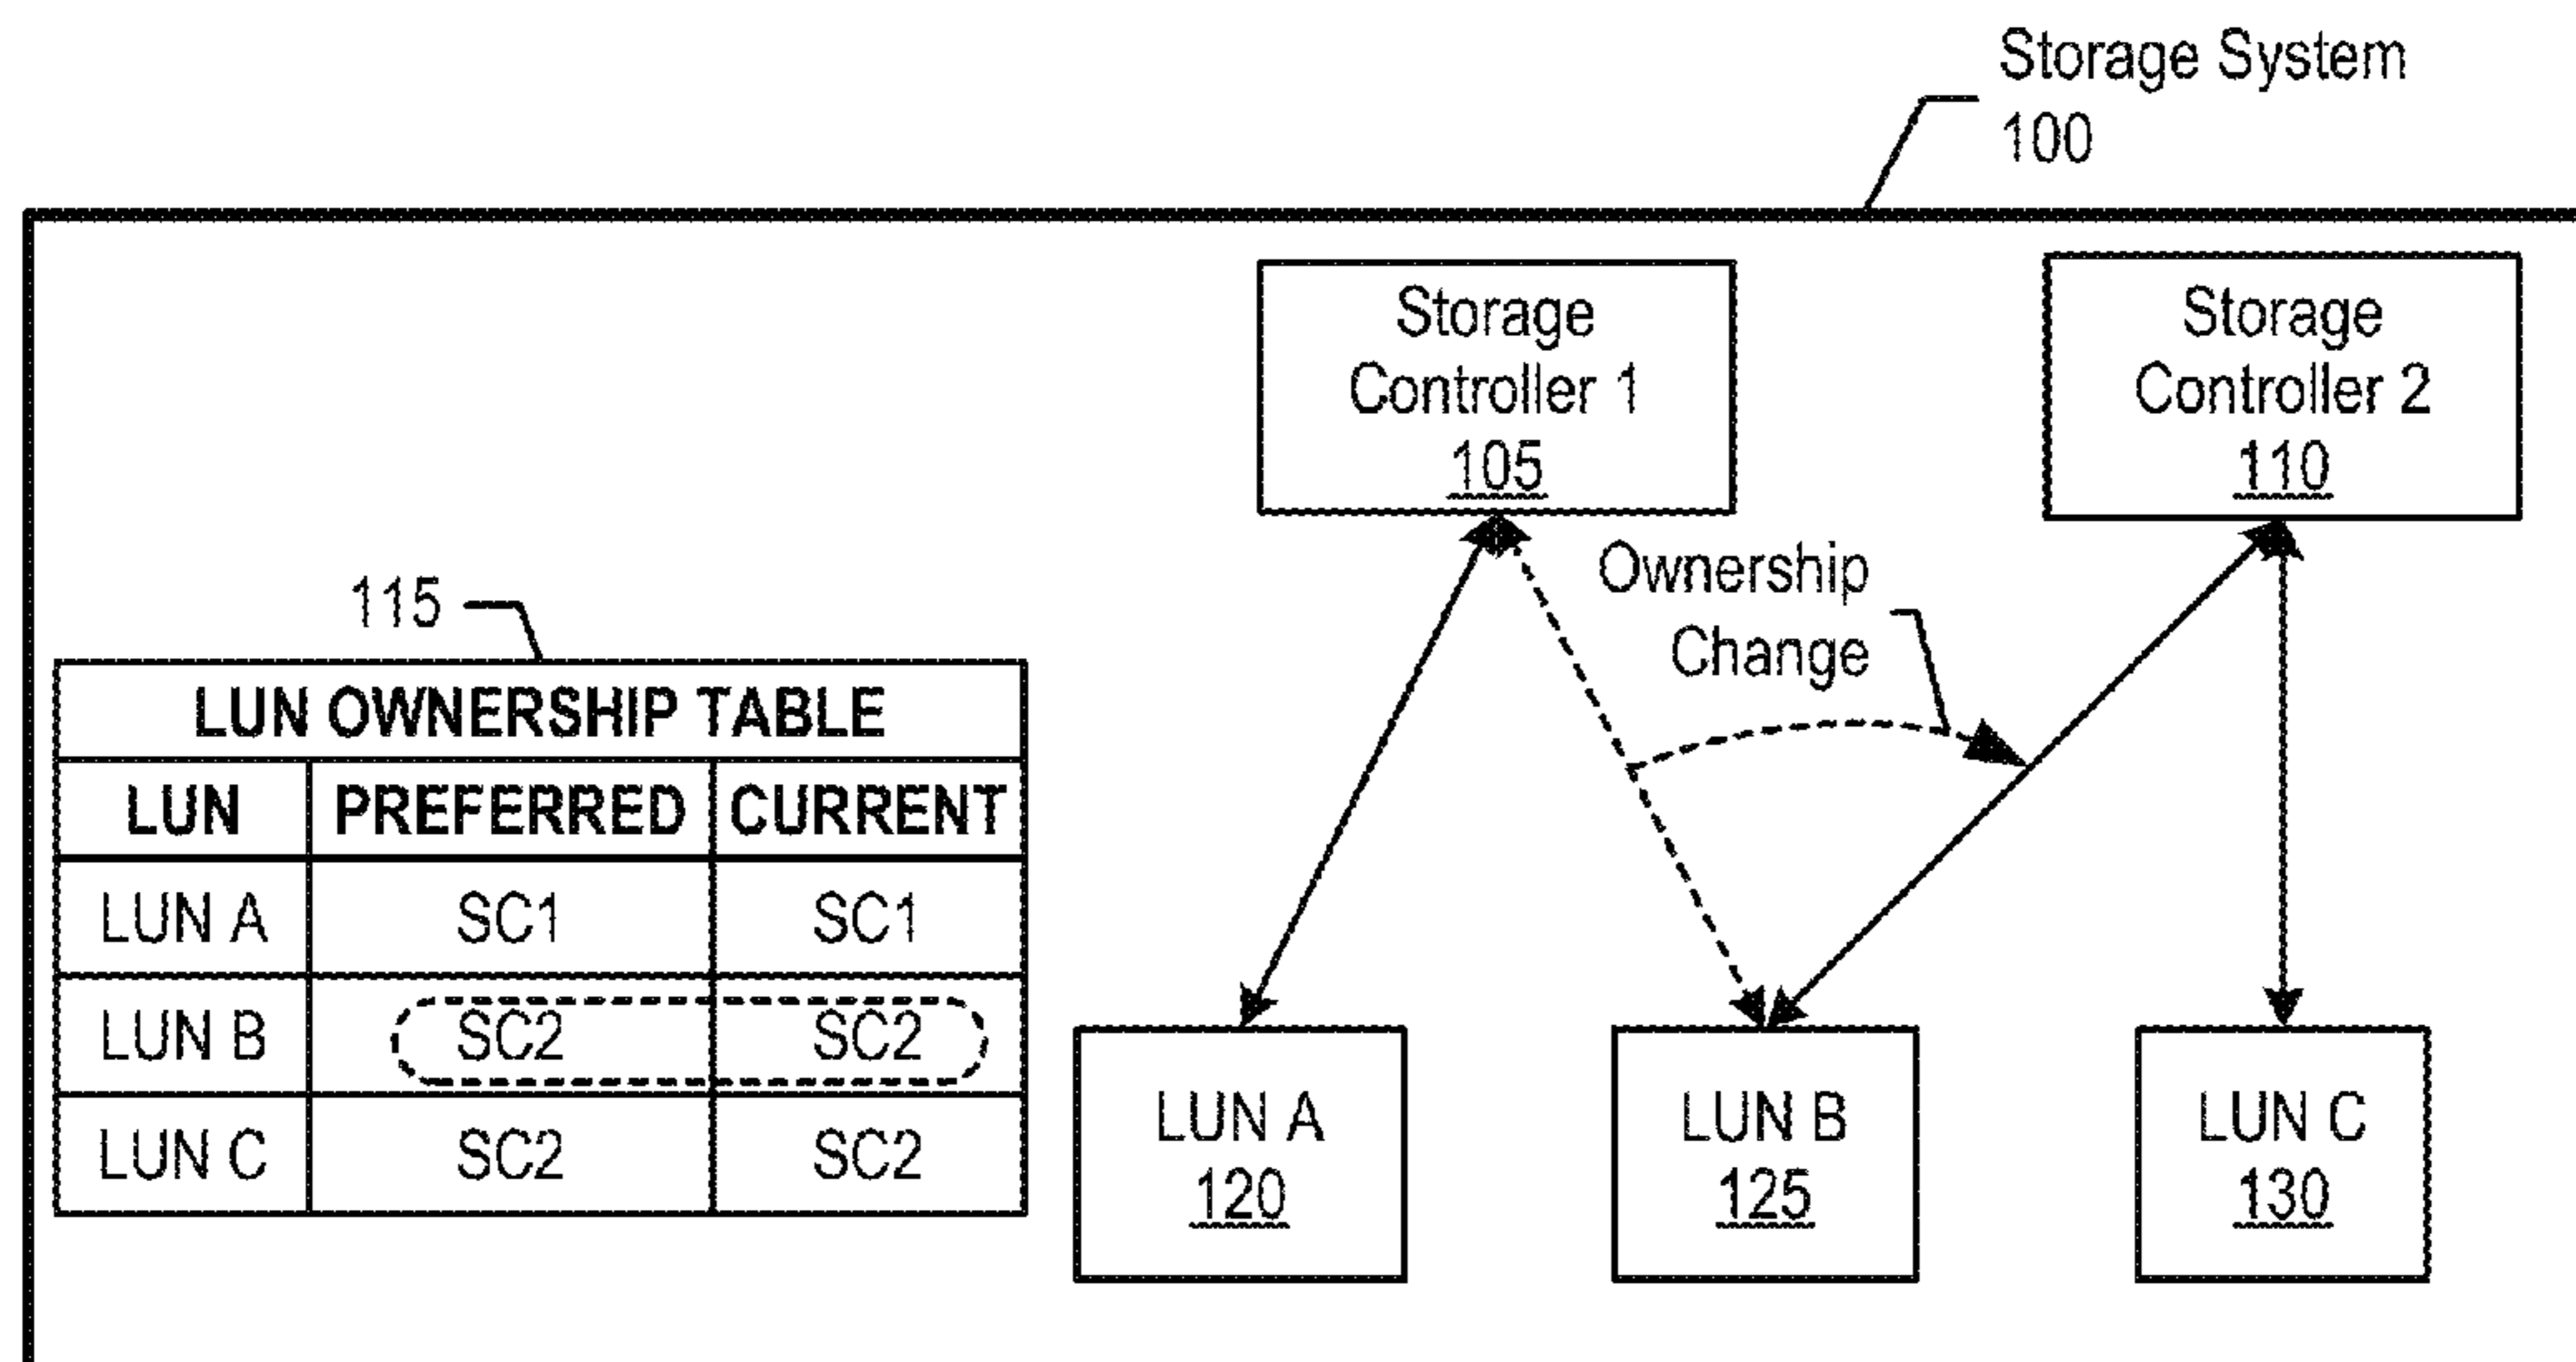 Storage System
100
Storage
Controller 1
105
Storage
Controller 2
110
Ownership
Change
115
LUN OWNERSHIP TABLE
LUN PREFERRED CURRENT
LUN A SC1 SC1
LUN B SC2 SC2
LUN C SC2 SC2
LUN A
120
LUN B
125
LUN C
130